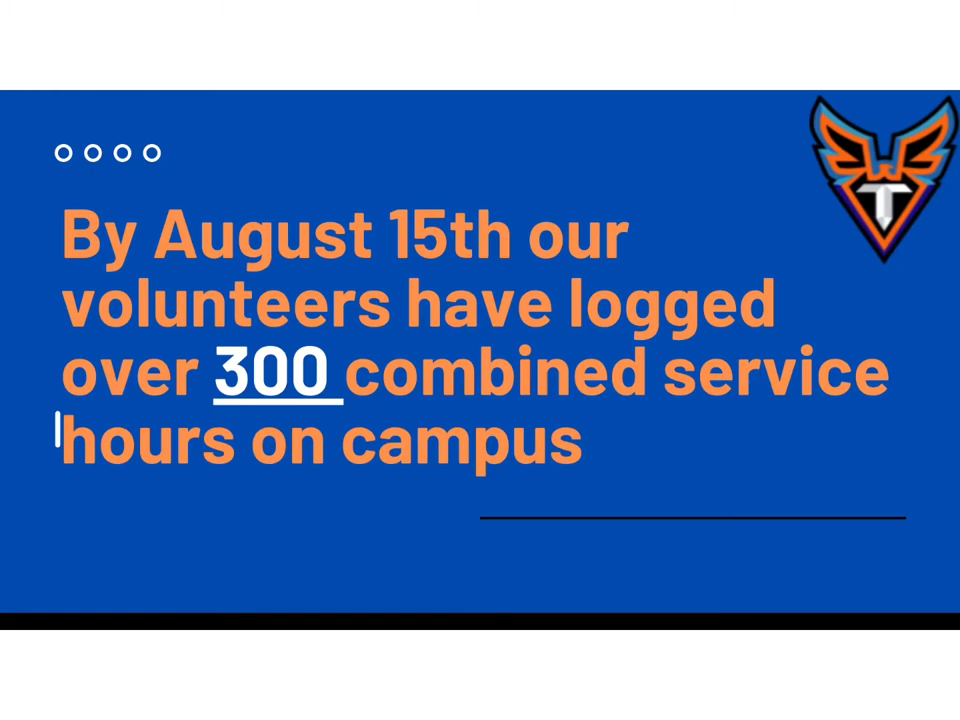 By August 15th our
volunteers have logged
over 300 combined service
hours on campus
T